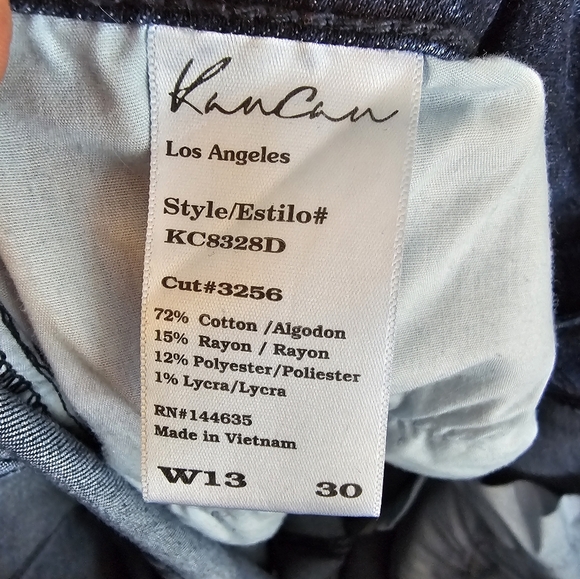 KanCan
Los Angeles
Style/Estilo#
KC8328D
Cut#3256
72% Cotton /Algodon
15% Rayon / Rayon
12% Polyester/Poliester
1% Lycra/Lycra
RN#144635
Made in Vietnam
W13 30